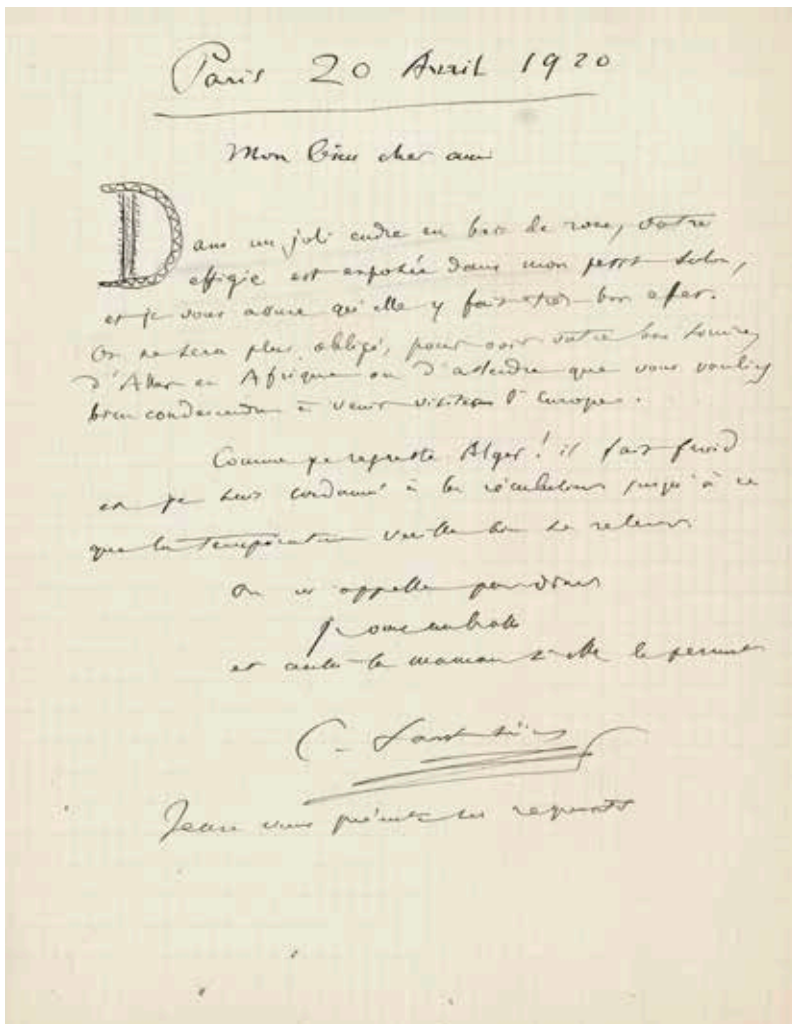 Paris 20 Avril 1920
Mon bien cher ami
Dans un joli cadre en bois de rose, votre
effigie est exposée dans mon petit salon,
et je vous assure qu'elle y fait très bon effet.
On ne sera plus obligé, pour voir votre bon sourire,
d'Aller en Afrique ou d'attendre que vous vouliez
bien condescendre à venir visiter l'Europe.
Comme je regrette Alger! il fait froid
et je suis condamné à la réclusion jusqu'à ce
que la température veuille bien se relever.
On m'appelle pour dîner
Je vous embrasse
et aussi la maman si elle le permet
C. Saint-Saëns
Jean vous présente ses respects